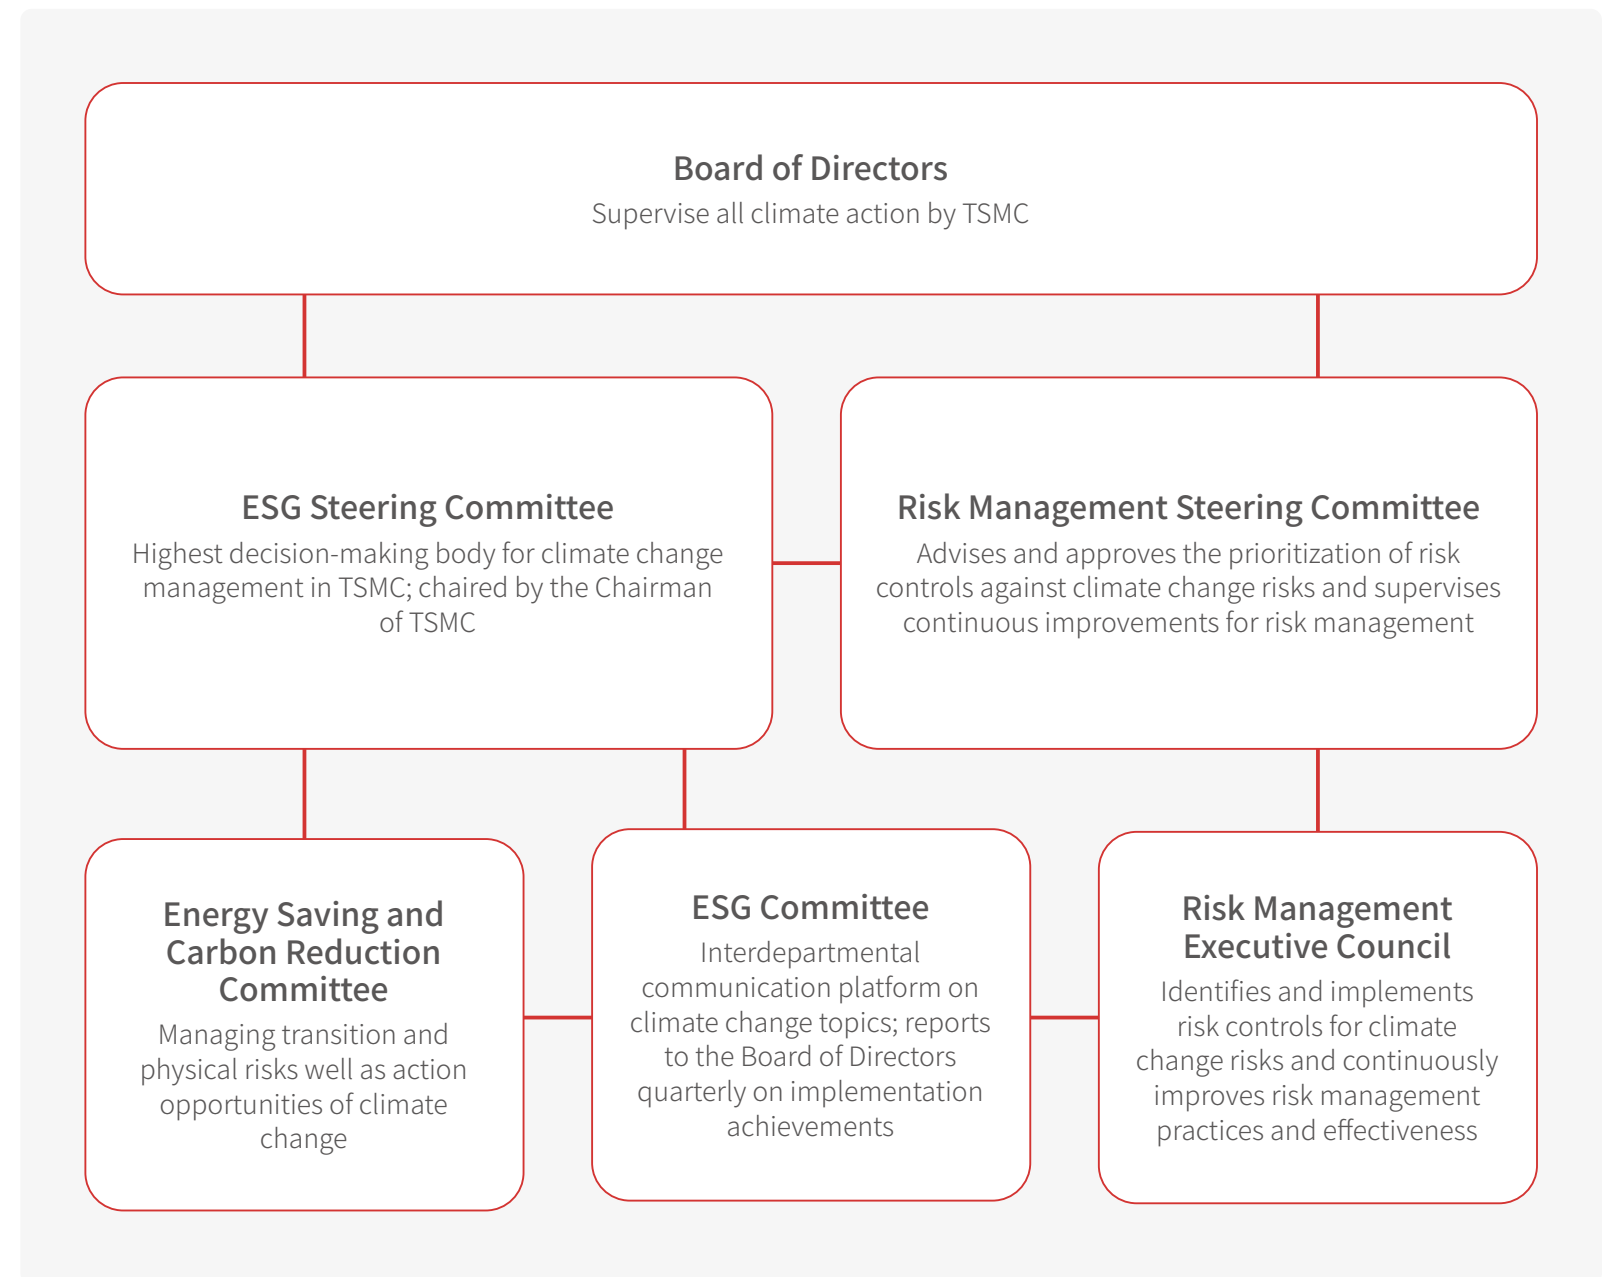 Board of Directors
Supervise all climate action by TSMC
ESG Steering Committee
Highest decision-making body for climate change
management in TSMC; chaired by the Chairman
of TSMC
Risk Management Steering Committee
Advises and approves the prioritization of risk
controls against climate change risks and supervises
continuous improvements for risk management
Energy Saving and
Carbon Reduction
Committee
Managing transition and
physical risks well as action
opportunities of climate
change
ESG Committee
Interdepartmental
communication platform on
climate change topics; reports
to the Board of Directors
quarterly on implementation
achievements
Risk Management
Executive Council
Identifies and implements
risk controls for climate
change risks and continuously
improves risk management
practices and effectiveness